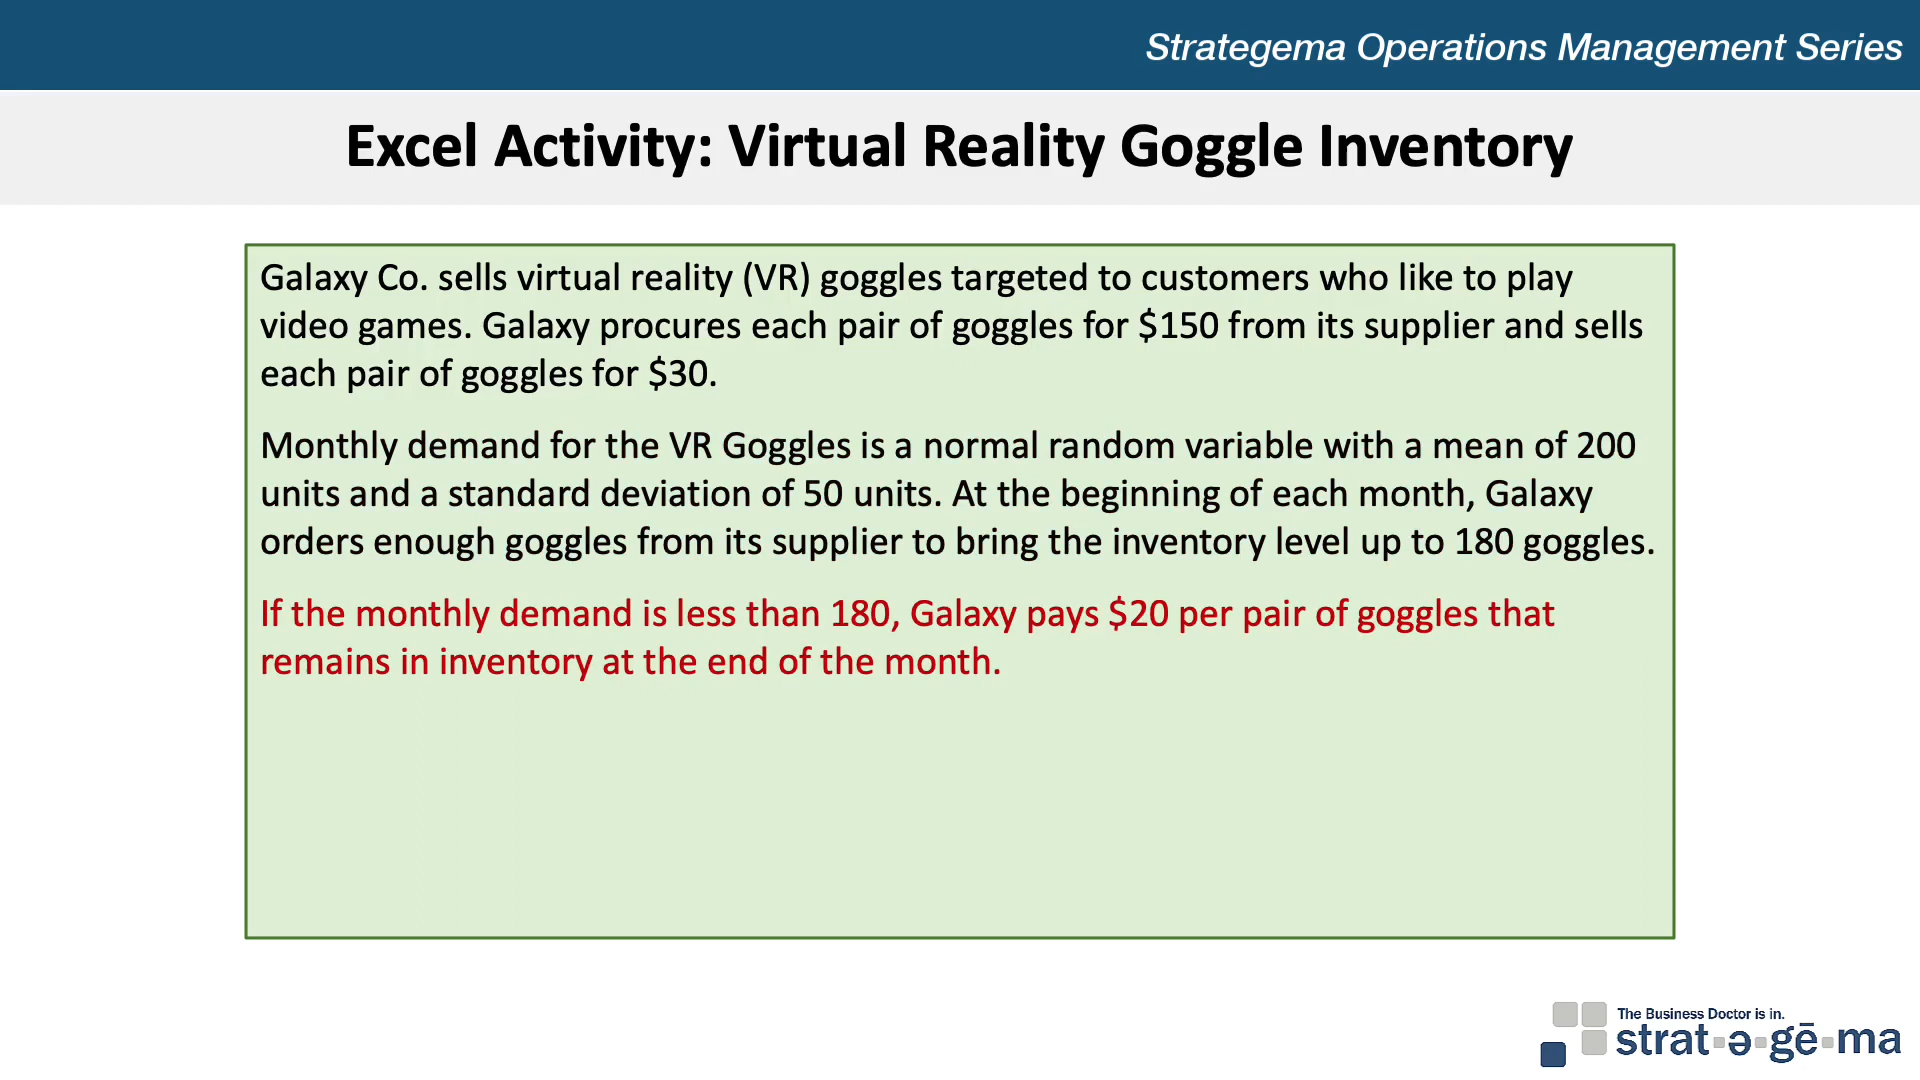 Strategema Operations Management Series
Excel Activity: Virtual Reality Goggle Inventory
Galaxy Co. sells virtual reality (VR) goggles targeted to customers who like to play
video games. Galaxy procures each pair of goggles for $150 from its supplier and sells
each pair of goggles for $30.
Monthly demand for the VR Goggles is a normal random variable with a mean of 200
units and a standard deviation of 50 units. At the beginning of each month, Galaxy
orders enough goggles from its supplier to bring the inventory level up to 180 goggles.
If the monthly demand is less than 180, Galaxy pays $20 per pair of goggles that
remains in inventory at the end of the month.
The Business Doctor is in.
strat▪ə▪gē▪ma